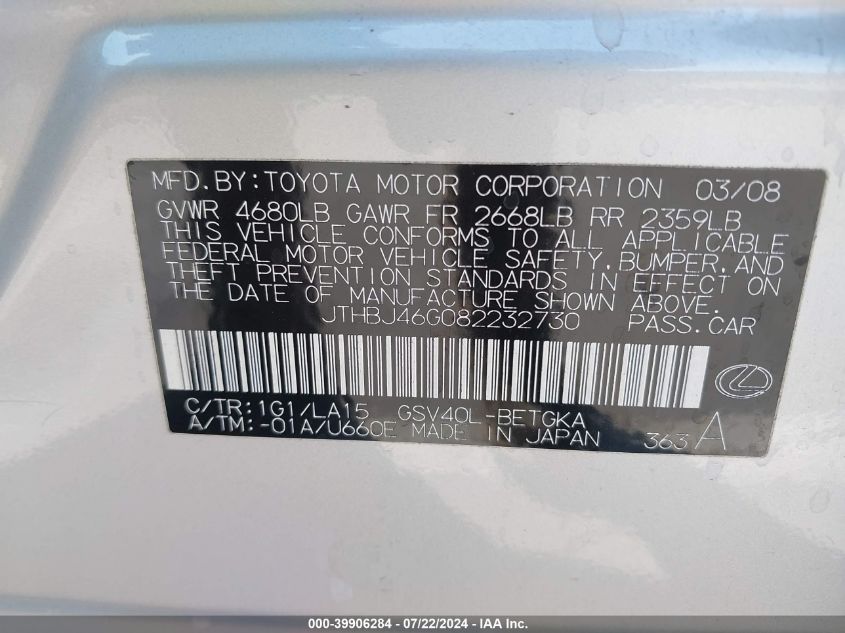 MFD.BY:TOYOTA MOTOR CORPORATION 03/08
GVWR 4680LB GAWR FR 2668LB RR 2359LB
THIS VEHICLE CONFORMS TO ALL APPLICABLE
FEDERAL MOTOR VEHICLE SAFETY,BUMPER,AND
THEFT PREVENTION STANDARDS IN EFFECT ON
THE DATE OF MANUFACTURE SHOWN ABOVE.
JTHBJ46G082232730 PASS.CAR
C/TR:1G1/LA15 GSV40L-BETGKA
A/TM:-01A/U660E MADE IN JAPAN 363 A
000-39906284 - 07/22/2024 - IAA Inc.